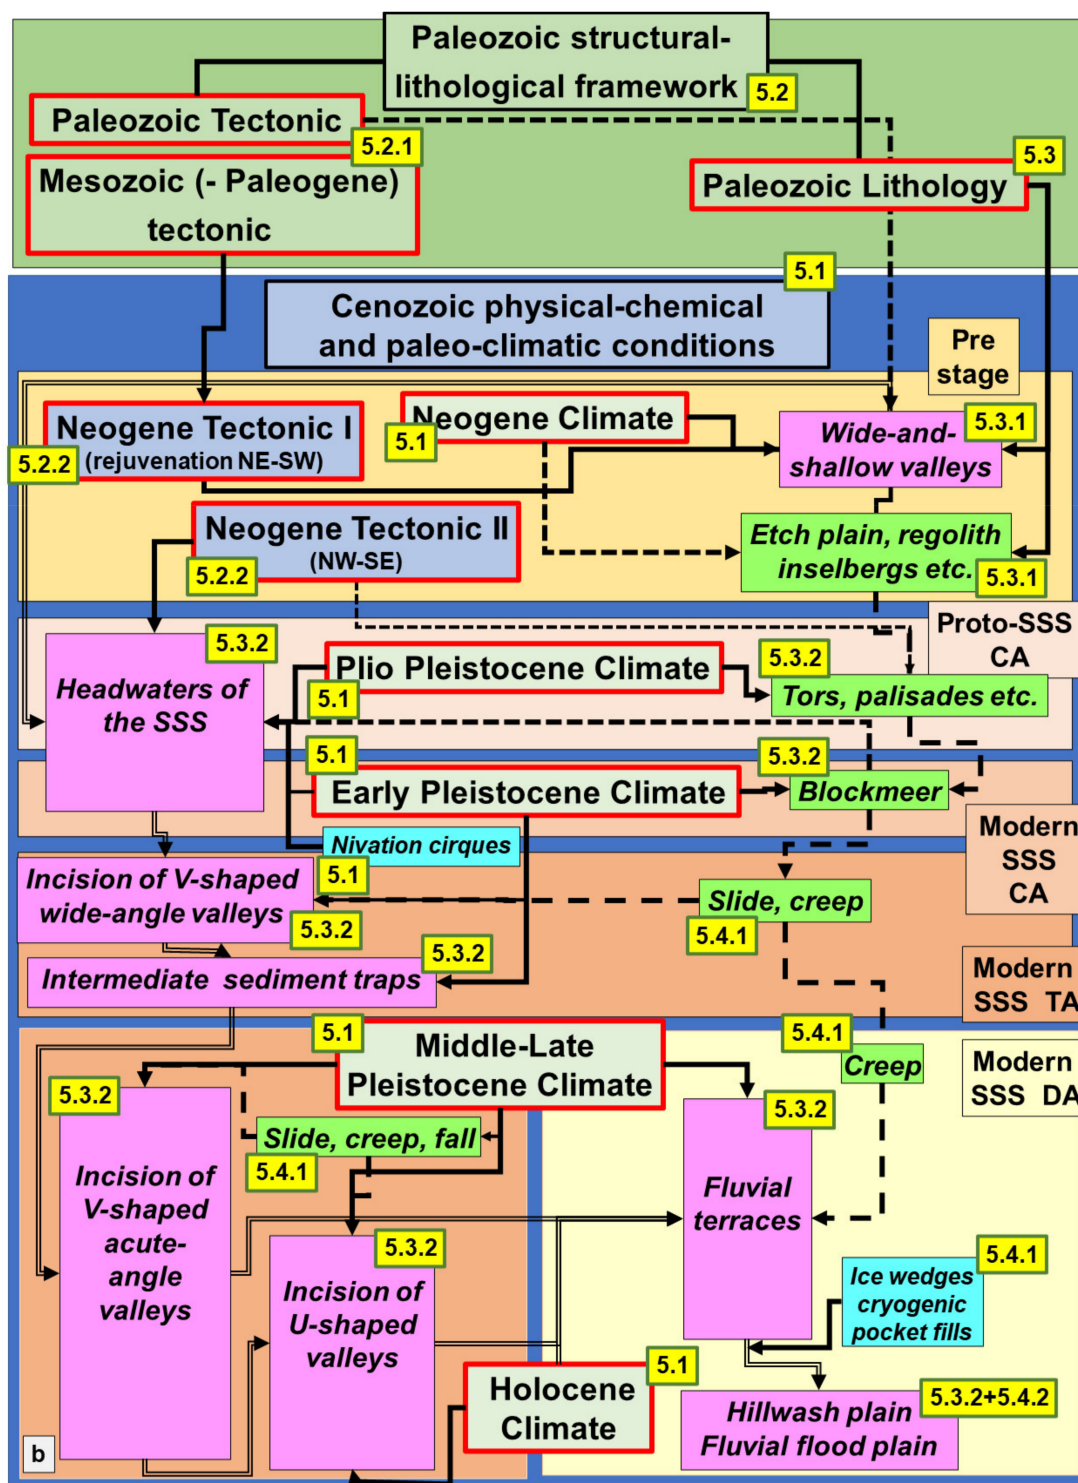 Paleozoic structural-
lithological framework
5.2
Paleozoic Tectonic
5.2.1
5.3
Mesozoic (- Paleogene)
tectonic
Paleozoic Lithology
5.1
Cenozoic physical-chemical
and paleo-climatic conditions
Pre
stage
Neogene Tectonic I
(rejuvenation NE-SW)
5.2.2
Neogene Climate
5.1
5.3.1
Wide-and-
shallow valleys
Neogene Tectonic II
(NW-SE)
5.2.2
Etch plain, regolith
inselbergs etc.
5.3.1
Proto-SSS
CA
5.3.2
Headwaters of
the SSS
Plio Pleistocene Climate
5.1
5.3.2
Tors, palisades etc.
5.1
Early Pleistocene Climate
5.3.2
Blockmeer
Modern
SSS
CA
Nivation cirques
5.1
Incision of V-shaped
wide-angle valleys
5.3.2
Slide, creep
5.4.1
5.3.2
Intermediate sediment traps
Modern
SSS TA
5.1
Middle-Late
Pleistocene Climate
5.4.1
Creep
Modern
SSS DA
5.3.2
Incision of
V-shaped
acute-
angle
valleys
Slide, creep, fall
5.4.1
5.3.2
Fluvial
terraces
5.3.2
Incision of
U-shaped
valleys
5.4.1
Ice wedges
cryogenic
pocket fills
5.1
Holocene
Climate
5.3.2+5.4.2
Hillwash plain
Fluvial flood plain
b